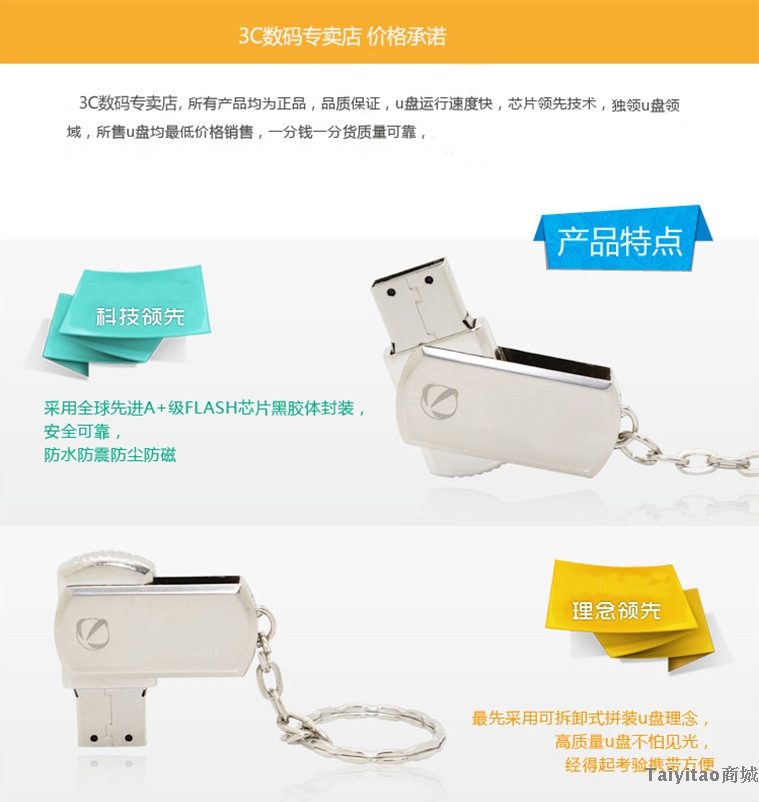 3C数码专卖店 价格承诺
3C数码专卖店，所有产品均为正品，品质保证，u盘运行速度快，芯片领先技术，独领u盘领
域，所售u盘均最低价格销售，一分钱一分货质量可靠，
产品特点
科技领先
采用全球先进A+级FLASH芯片黑胶体封装，
安全可靠，
防水防震防尘防磁
理念领先
最先采用可拆卸式拼装u盘理念，
高质量u盘不怕见光，
经得起考验携带方便
Taiyitao商城